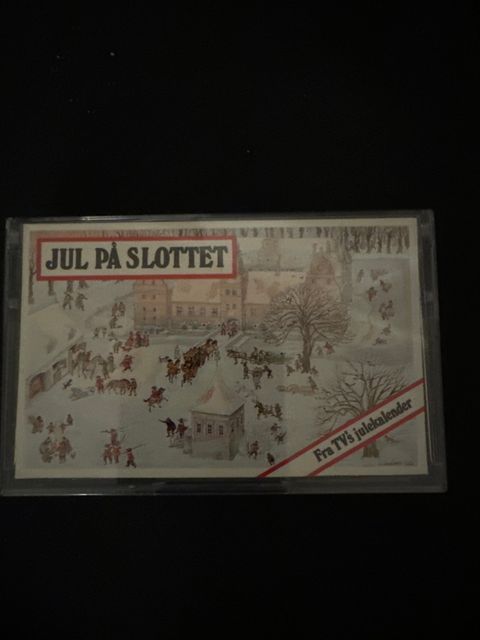 JUL PÅ SLOTTET
Fra TV's julekalender